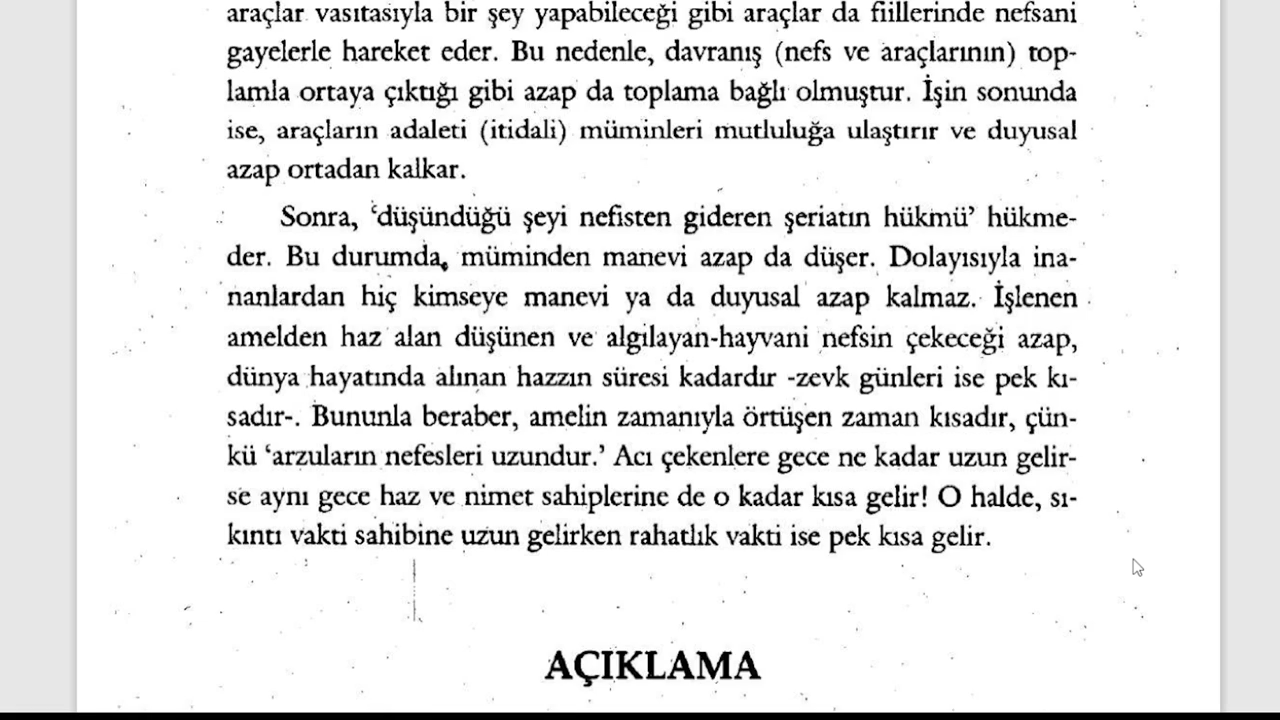 araçlar vasıtasıyla bir şey yapabileceği gibi araçlar da fiillerinde nefsani
gayelerle hareket eder. Bu nedenle, davranış (nefs ve araçlarının) top-
lamla ortaya çıktığı gibi azap da toplama bağlı olmuştur. İşin sonunda
ise, araçların adaleti (itidali) müminleri mutluluğa ulaştırır ve duyusal
azap ortadan kalkar.
Sonra, ‘düşündüğü şeyi nefisten gideren şeriatın hükmü’ hükme-
der. Bu durumda, müminden manevi azap da düşer. Dolayısıyla ina-
nanlardan hiç kimseye manevi ya da duyusal azap kalmaz. İşlenen
amelden haz alan düşünen ve algılayan-hayvani nefsin çekeceği azap,
dünya hayatında alınan hazzın süresi kadardır -zevk günleri ise pek kı-
sadır-. Bununla beraber, amelin zamanıyla örtüşen zaman kısadır, çün-
kü ‘arzuların nefesleri uzundur.’ Acı çekenlere gece ne kadar uzun gelir-
se aynı gece haz ve nimet sahiplerine de o kadar kısa gelir! O halde, sı-
kıntı vakti sahibine uzun gelirken rahatlık vakti ise pek kısa gelir.
AÇIKLAMA